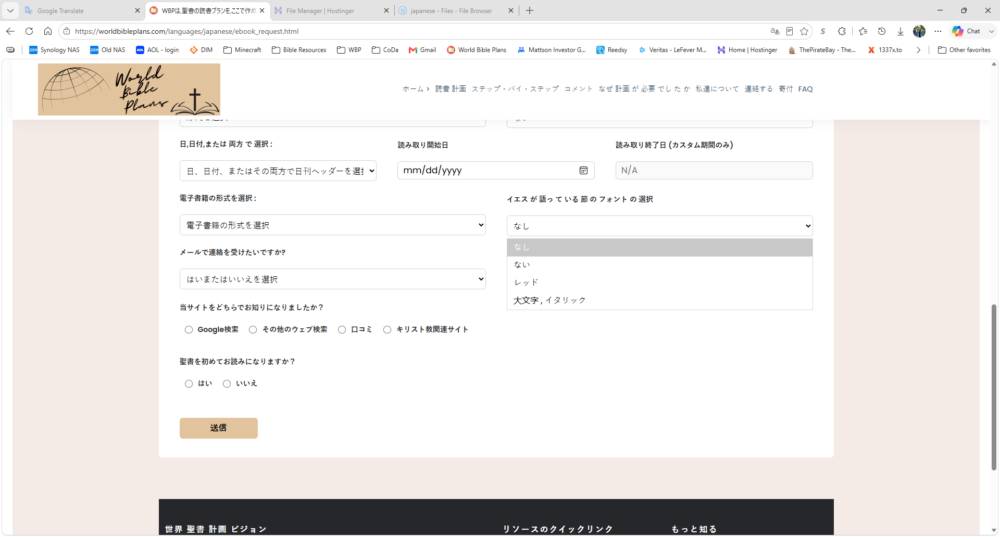 Google Translate
WBPは,聖書の読書プランを,ここで作成
File Manager | Hostinger
japanese - Files - File Browser
https://worldbibleplans.com/languages/japanese/ebook_request.html
Chat
Synology NAS
Old NAS
AOL - login
DIM
Minecraft
Bible Resources
WBP
CoDa
Gmail
World Bible Plans
Mattson Investor G...
Reedsy
Veritas - LeFever M...
Home | Hostinger
ThePirateBay - The...
1337x.to
Other favorites
World
Bible
Plans
ホーム > 読書 計画 ステップ・バイ・ステップ コメント なぜ 計画 が 必要 でし た か 私達について 連絡する 寄付 FAQ
日,日付,または 両方 で 選択 :
読み取り開始日
読み取り終了日 (カスタム期間のみ)
日、日付、またはその両方で日刊ヘッダーを選
mm/dd/yyyy
N/A
電子書籍の形式を選択 :
イエス が 語っ て いる 節 の フォント の 選択
電子書籍の形式を選択
なし
なし
ない
レッド
大文字 , イタリック
メールで連絡を受けたいですか?
はいまたはいいえを選択
当サイトをどちらでお知りになりましたか？
Google検索
その他のウェブ検索
口コミ
キリスト教関連サイト
聖書を初めてお読みになりますか？
はい
いいえ
送信
世界 聖書 計画 ビジョン
リソースのクイックリンク
もっと知る